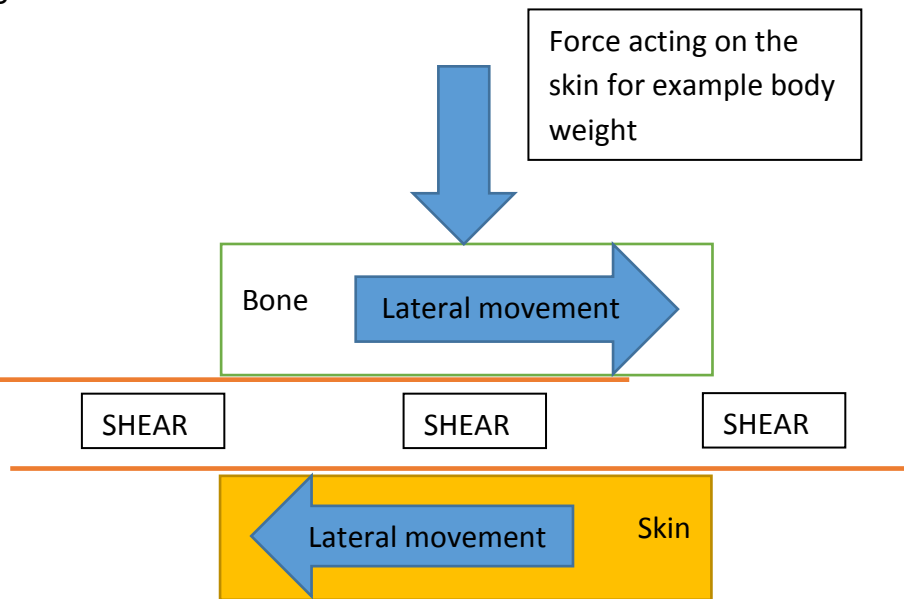 Force acting on the
skin for example body
weight
Bone
Lateral movement
SHEAR
SHEAR
SHEAR
Lateral movement
Skin